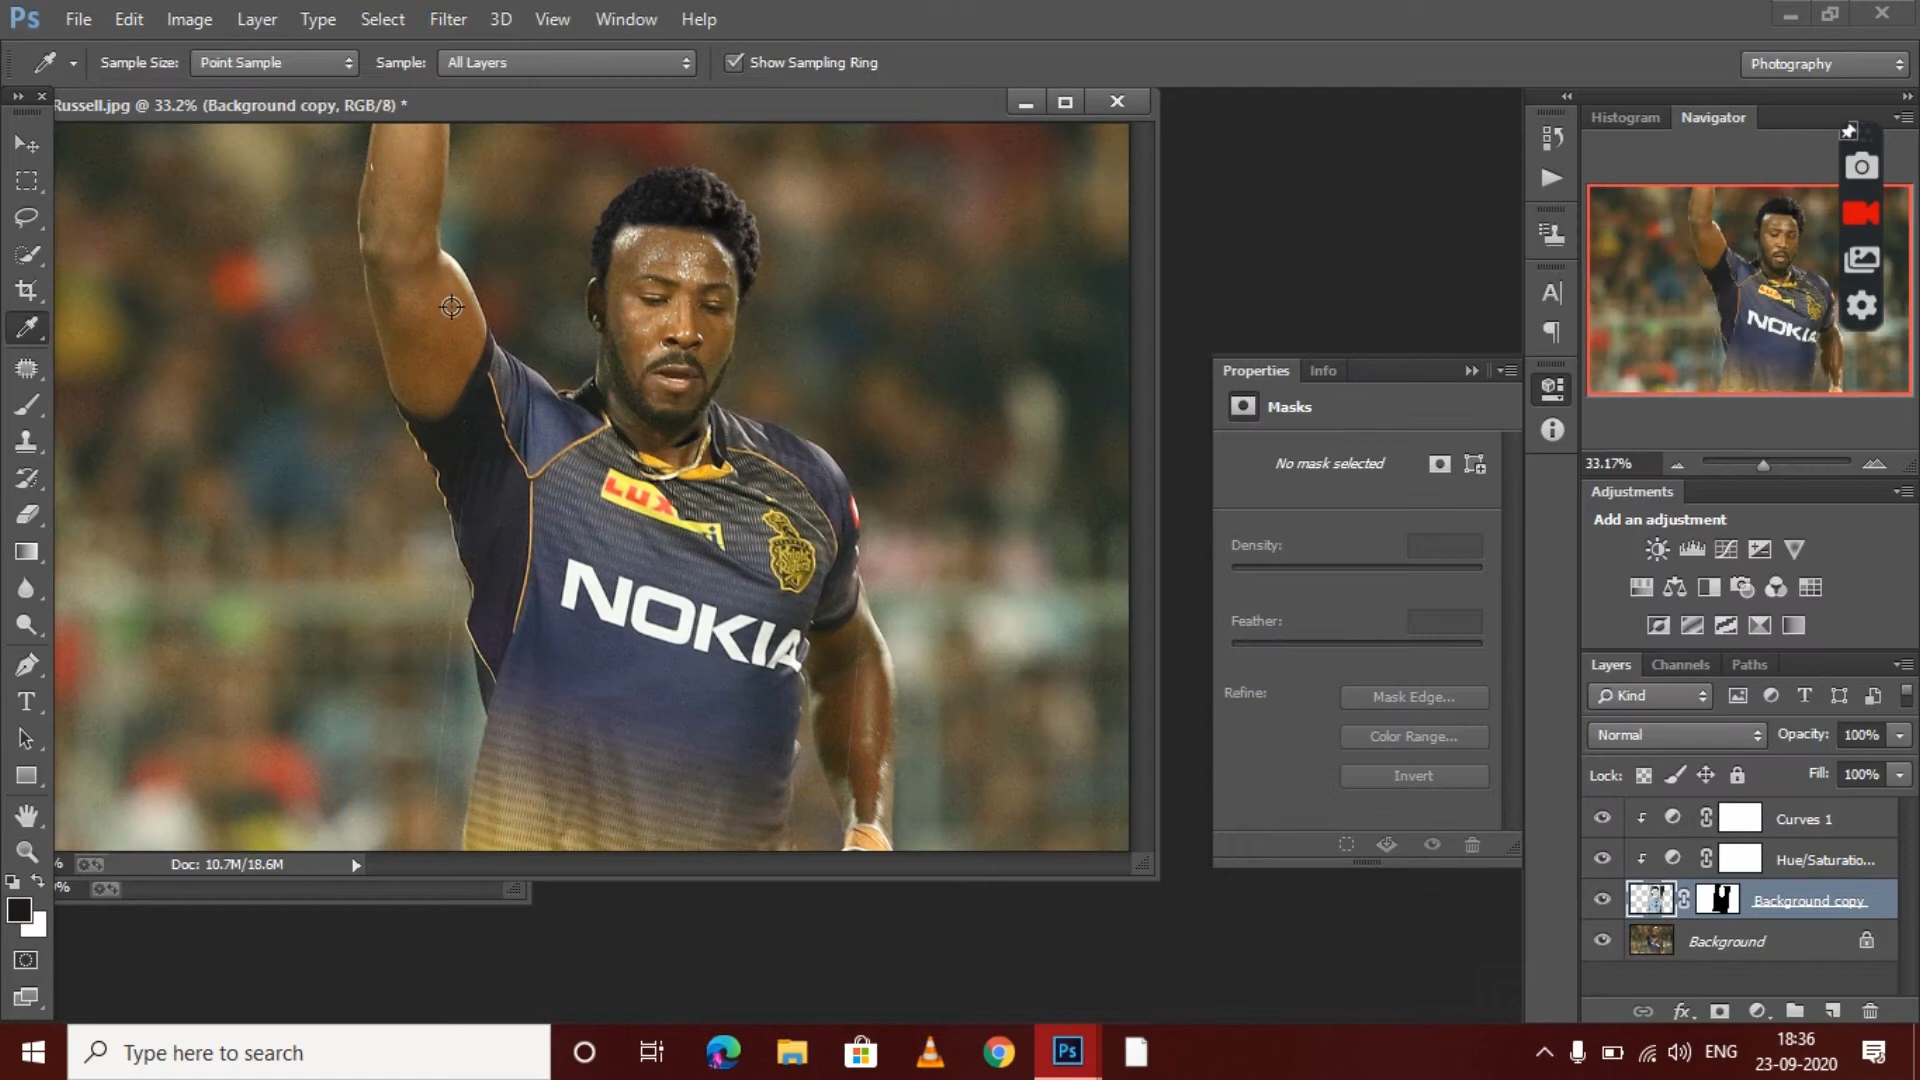 Ps File Edit Image Layer Type Select Filter 3D View Window Help
Sample Size: Point Sample Sample: All Layers Show Sampling Ring Photography
Russell.jpg @ 33.2% (Background copy, RGB/8) *
Histogram Navigator
LUX
Knight Riders
NOKIA
Properties Info
Masks
No mask selected
Density:
Feather:
Refine: Mask Edge...
Color Range...
Invert
NOKIA
33.17%
Adjustments
Add an adjustment
Layers Channels Paths
Kind
Normal Opacity: 100%
Lock: Fill: 100%
Curves 1
Hue/Saturatio...
Background copy
Background
% Doc: 10.7M/18.6M
%
Type here to search
Ps
ENG
18:36
23-09-2020